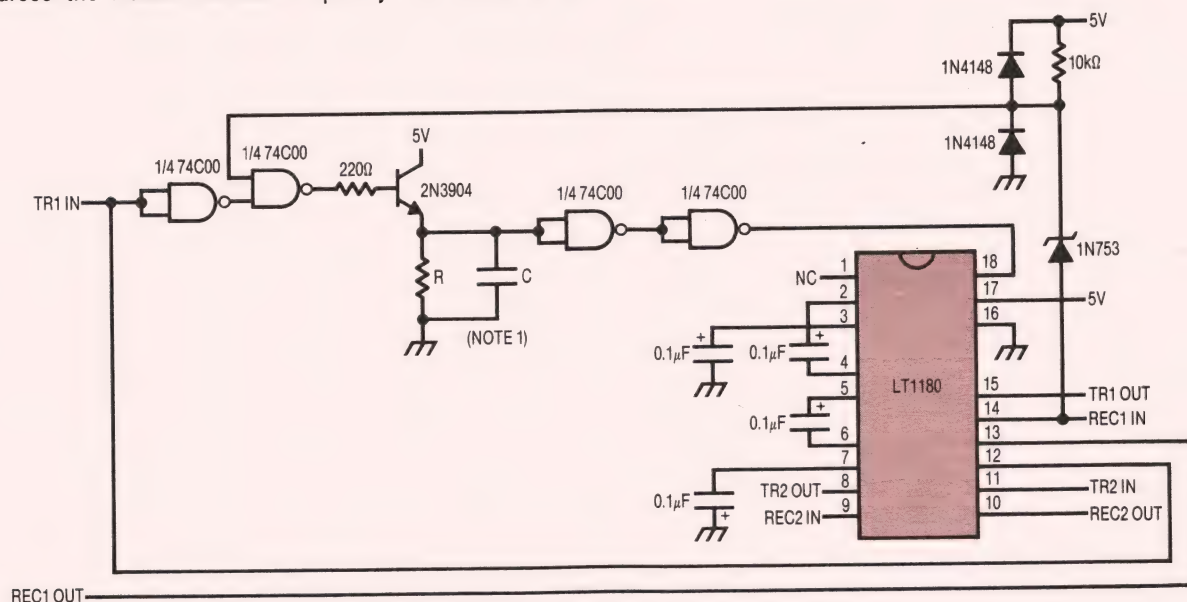 5V
10kΩ
1N4148
1N4148
5V
1/4 74C00
1/4 74C00
220Ω
2N3904
TR1 IN
1/4 74C00
1/4 74C00
R
C
(NOTE 1)
1N753
NC
1
2
3
4
5
6
7
8
9
18
17
16
15
14
13
12
11
10
5V
0.1µF
0.1µF
0.1µF
0.1µF
LT1180
TR1 OUT
REC1 IN
TR2 OUT
REC2 IN
TR2 IN
REC2 OUT
REC1 OUT